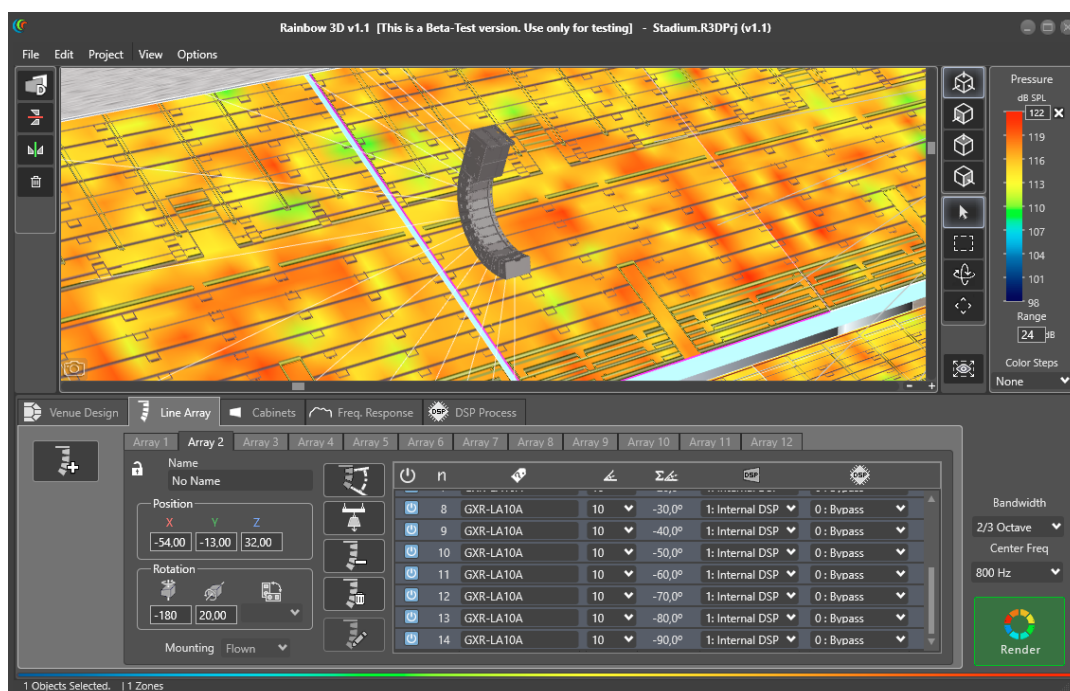 Rainbow 3D v1.1 [This is a Beta-Test version. Use only for testing] - Stadium.R3DPrj (v1.1)
File Edit Project View Options
Pressure
dB SPL
122
119
116
113
110
107
104
101
98
Range
24 dB
Color Steps
None
Venue Design Line Array Cabinets Freq. Response DSP DSP Process
Array 1 Array 2 Array 3 Array 4 Array 5 Array 6 Array 7 Array 8 Array 9 Array 10 Array 11 Array 12
Name
No Name
Position
X Y Z
-54,00 -13,00 32,00
Rotation
-180 20,00
Mounting Flown
n Σ DSP DSP
8 GXR-LA10A 10 -30,0º 1: Internal DSP 0 : Bypass
9 GXR-LA10A 10 -40,0º 1: Internal DSP 0 : Bypass
10 GXR-LA10A 10 -50,0º 1: Internal DSP 0 : Bypass
11 GXR-LA10A 10 -60,0º 1: Internal DSP 0 : Bypass
12 GXR-LA10A 10 -70,0º 1: Internal DSP 0 : Bypass
13 GXR-LA10A 10 -80,0º 1: Internal DSP 0 : Bypass
14 GXR-LA10A 10 -90,0º 1: Internal DSP 0 : Bypass
Bandwidth
2/3 Octave
Center Freq
800 Hz
Render
1 Objects Selected. | 1 Zones